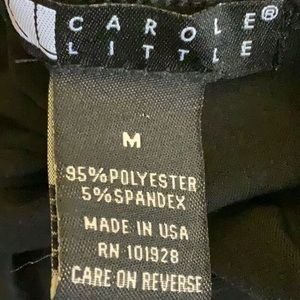 CAROLE®
LITTLE
M
95%POLYESTER
5%SPANDEX
MADE IN USA
RN 101928
CARE ON REVERSE